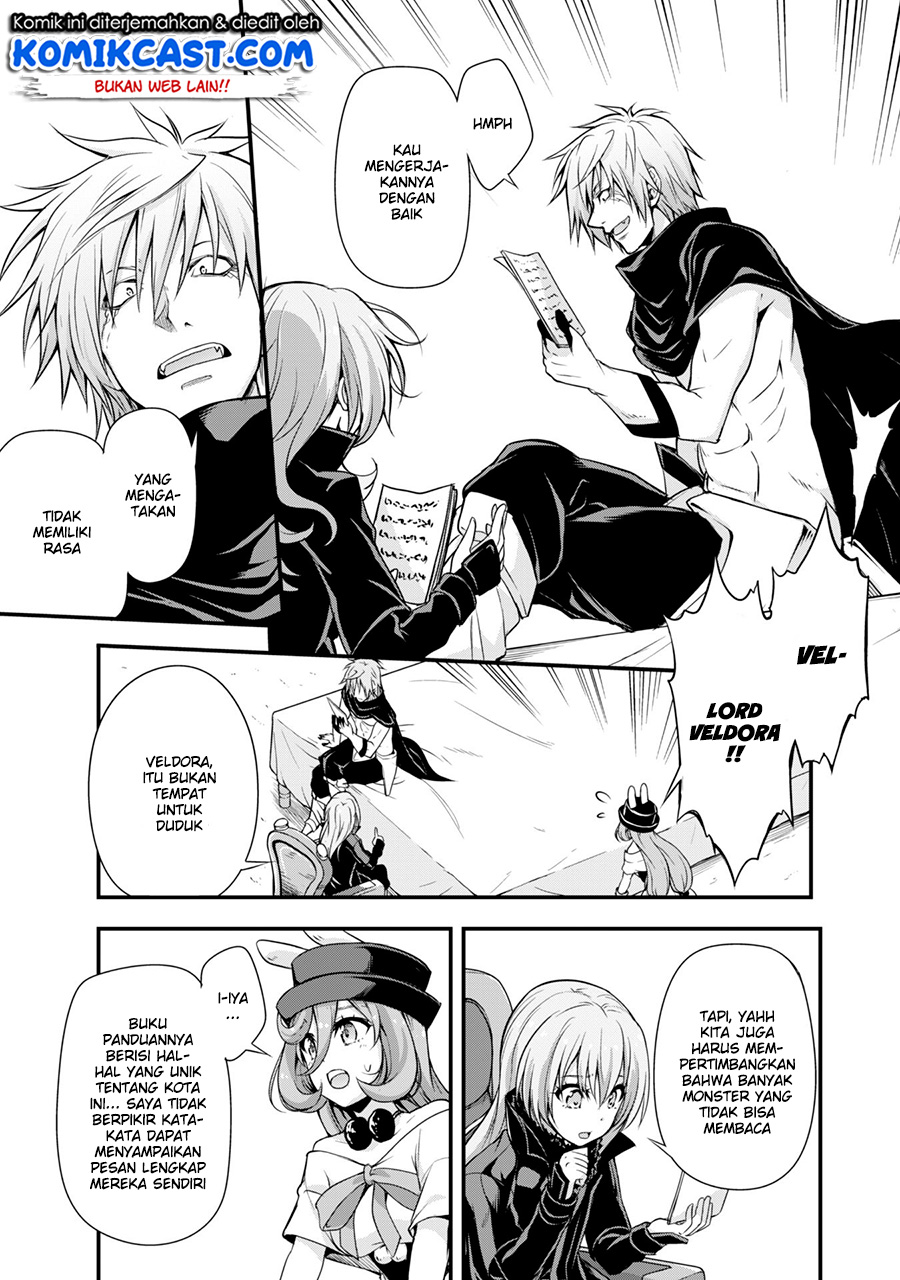 Komik ini diterjemahkan & diedit oleh
KOMIKCAST.COM
BUKAN WEB LAIN!!
HMPH
KAU
MENGERJA-
KANNYA
DENGAN
BAIK
YANG
MENGA-
TAKAN
TIDAK
MEMILIKI
RASA
VEL-
LORD
VELDORA
!!
VELDORA,
ITU BUKAN
TEMPAT
UNTUK
DUDUK
TAPI, YAHH
KITA JUGA
HARUS MEM-
PERTIMBANGKAN
BAHWA BANYAK
MONSTER YANG
TIDAK BISA
MEMBACA
I-IYA
...
BUKU
PANDUANNYA
BERISI HAL-
HAL YANG UNIK
TENTANG KOTA
INI... SAYA TIDAK
BERPIKIR KATA-
KATA DAPAT
MENYAMPAIKAN
PESAN LENGKAP
MEREKA SENDIRI